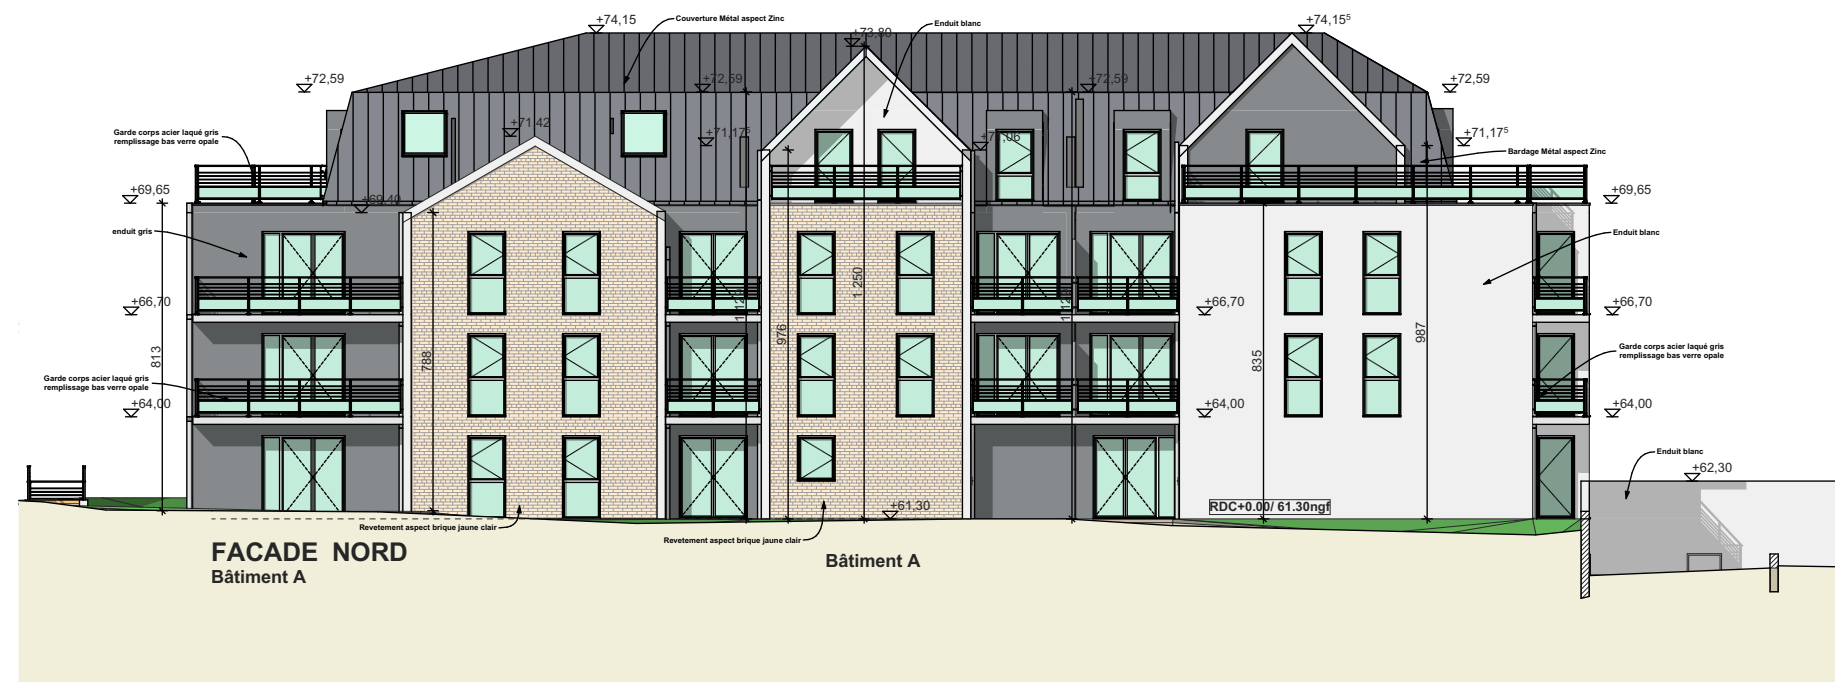 +74,15
Couverture Métal aspect Zinc
Enduit blanc
+73,80
+74,15⁵
+72,59
+72,59
+72,59
+72,59
+71,42
+71,17⁵
+71,17⁵
Garde corps acier laqué gris
remplissage bas verre opale
Bardage Métal aspect Zinc
+69,65
+69,40
+69,65
enduit gris
Enduit blanc
+66,70
+66,70
+66,70
1 250
976
813
788
835
987
Garde corps acier laqué gris
remplissage bas verre opale
Garde corps acier laqué gris
remplissage bas verre opale
+64,00
+64,00
+64,00
Enduit blanc
+62,30
+61,30
RDC+0.00/ 61.30ngf
Revetement aspect brique jaune clair
Revetement aspect brique jaune clair
FACADE NORD
Bâtiment A
Bâtiment A